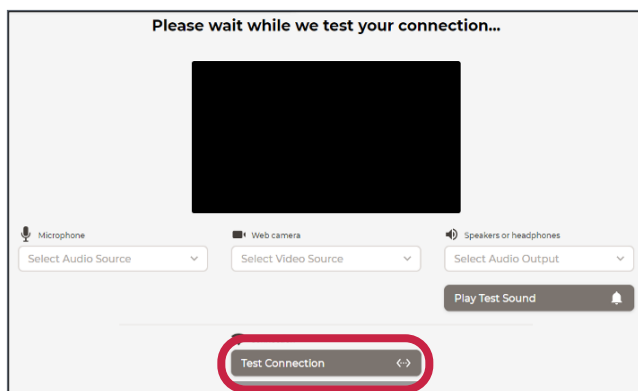 Please wait while we test your connection...
Microphone
Web camera
Speakers or headphones
Select Audio Source
Select Video Source
Select Audio Output
Play Test Sound
Test Connection